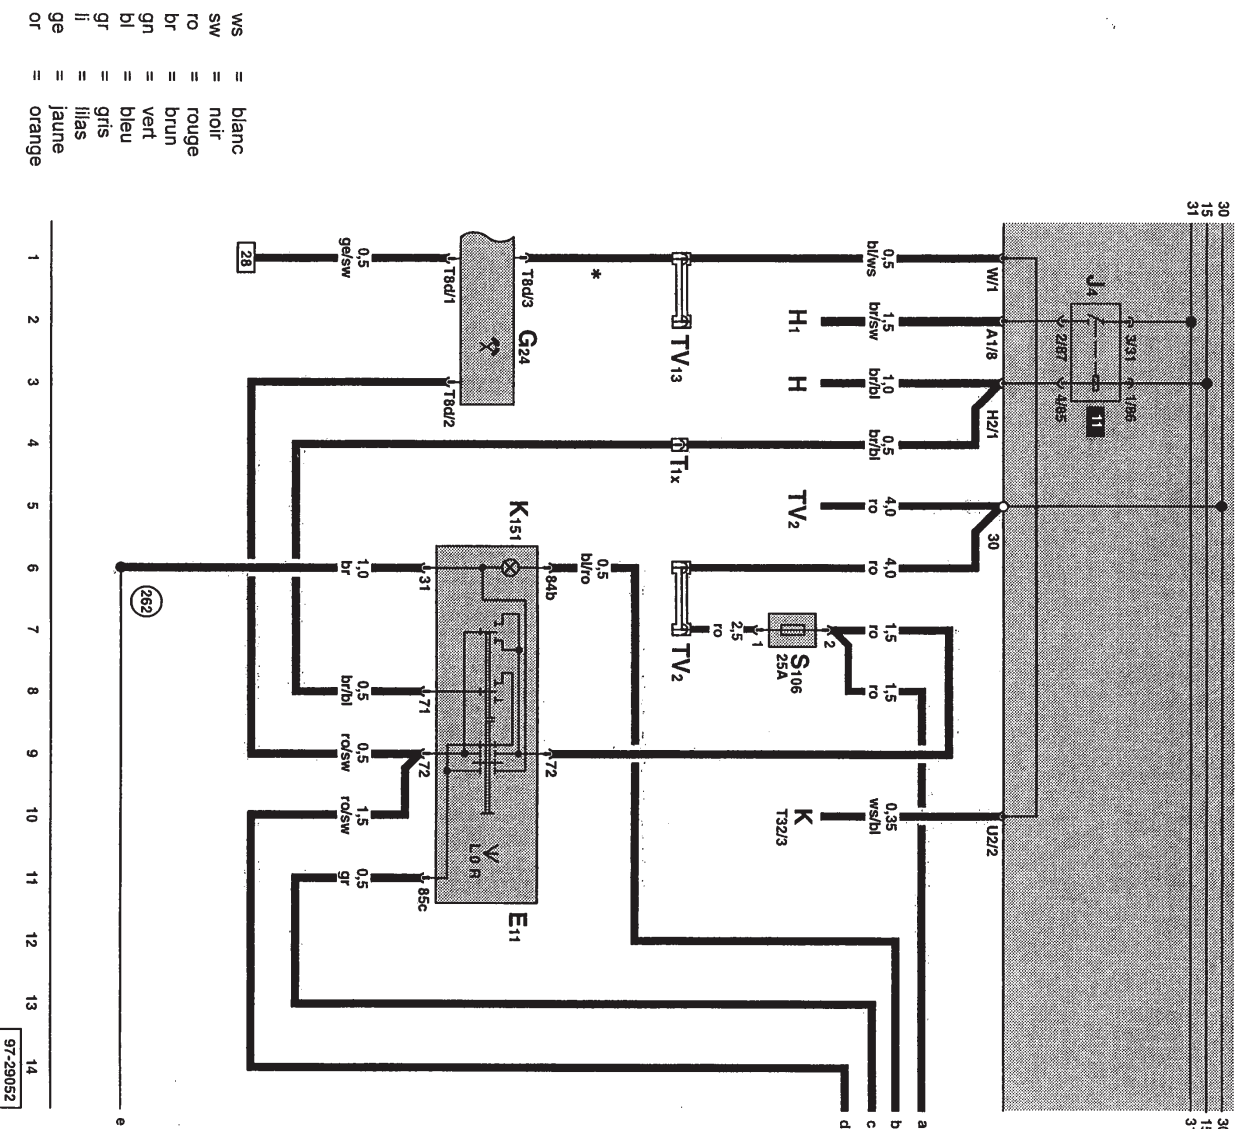 ws = blanc
sw = noir
ro = rouge
br = brun
gn = vert
bl = bleu
gr = gris
li = lilas
ge = jaune
or = orange
30
15
31
J4
3/31
1/86
2/87
4/85
11
W/1
A1/8
H2/1
30
U2/2
0,5
bl/ws
1,5
br/sw
1,0
br/bl
0,5
br/bl
4,0
ro
4,0
ro
1,5
ro
1,5
ro
0,35
ws/bl
H1
H
TV2
K
T32/3
S106
25A
1
2
2,5
ro
TV13
T1x
TV2
*
T8d/3
G24
T8d/1
T8d/2
K151
84b
0,5
bl/ro
31
71
72
72
85c
E11
L 0 R
28
0,5
ge/sw
1,0
br
0,5
br/bl
0,5
ro/sw
1,5
ro/sw
0,5
gr
262
a
b
c
d
e
1 2 3 4 5 6 7 8 9 10 11 12 13 14
97-29052